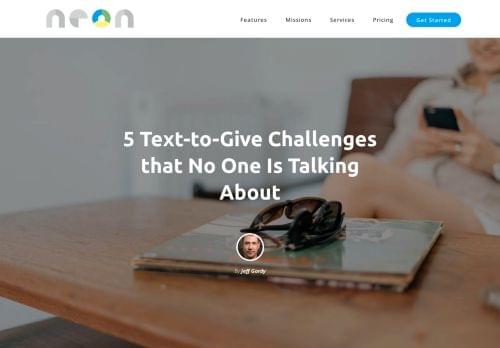 neon
Features Missions Services Pricing Get Started
5 Text-to-Give Challenges
that No One Is Talking
About
By Jeff Gordy